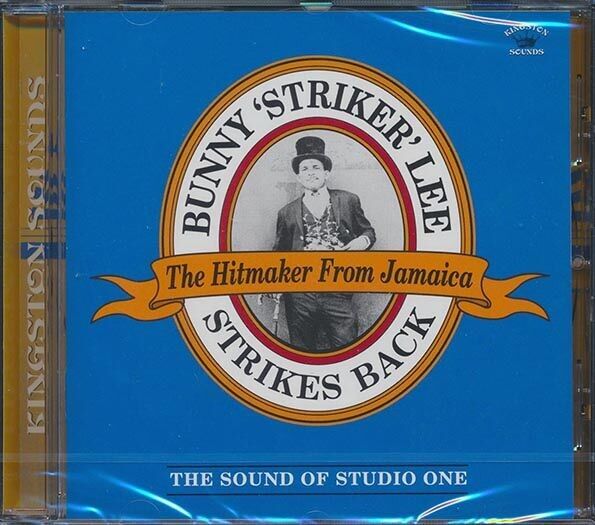 KINGSTON
SOUNDS
KINGSTON SOUNDS
BUNNY 'STRIKER' LEE
The Hitmaker From Jamaica
STRIKES BACK
THE SOUND OF STUDIO ONE